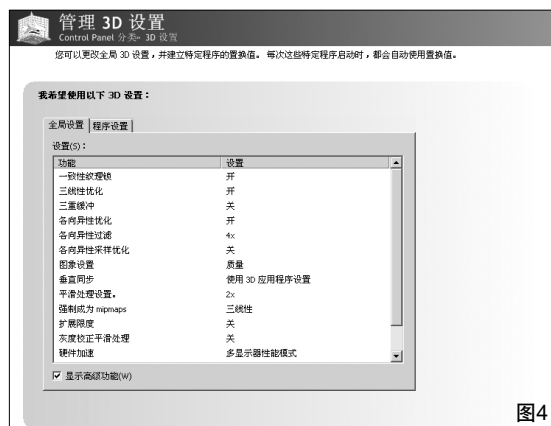 管理 3D 设置
Control Panel 分类» 3D 设置
您可以更改全局 3D 设置，并建立特定程序的置换值。 每次这些特定程序启动时，都会自动使用置换值。
我希望使用以下 3D 设置：
全局设置 程序设置
设置(S)：
功能 设置
一致性纹理锁 开
三线性优化 开
三重缓冲 关
各向异性优化 开
各向异性过滤 4x
各向异性采样优化 关
图象设置 质量
垂直同步 使用 3D 应用程序设置
平滑处理设置。 2x
强制成为 mipmaps 三线性
扩展限度 关
灰度校正平滑处理 关
硬件加速 多显示器性能模式
显示高级功能(W)
图4